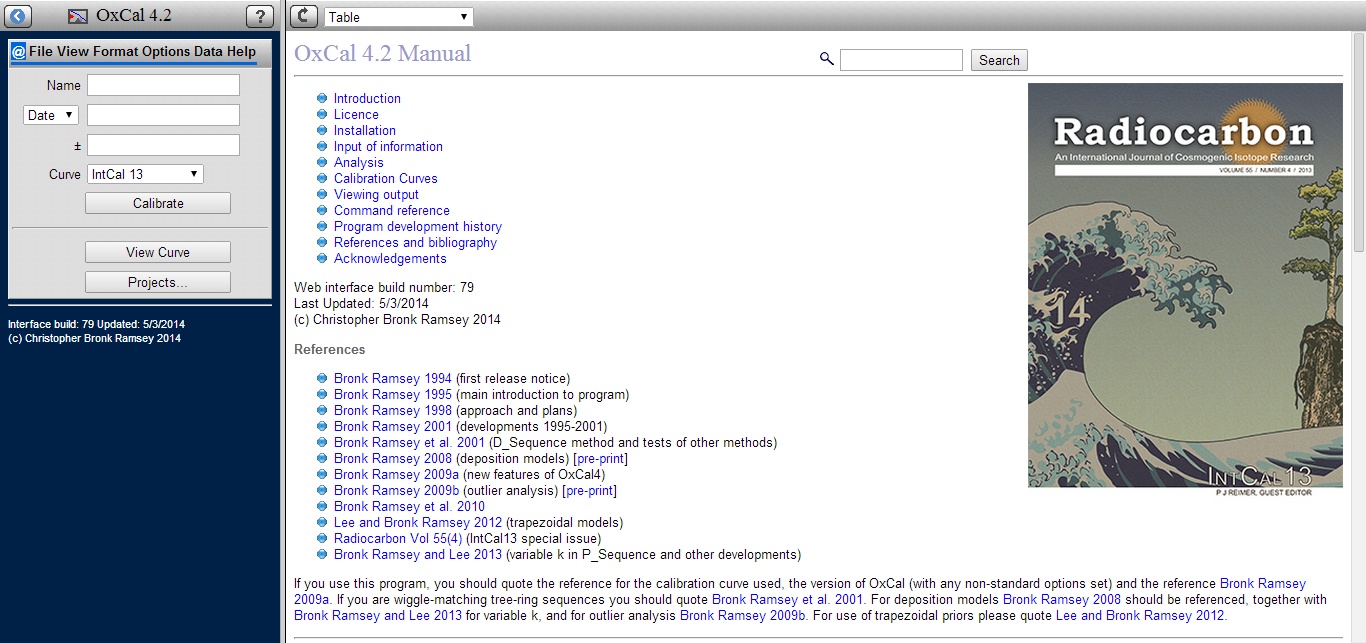 OxCal 4.2
?
Table
@ File View Format Options Data Help
Name
Date
±
Curve IntCal 13
Calibrate
View Curve
Projects...
Interface build: 79 Updated: 5/3/2014
(c) Christopher Bronk Ramsey 2014
OxCal 4.2 Manual
Search
Introduction
Licence
Installation
Input of information
Analysis
Calibration Curves
Viewing output
Command reference
Program development history
References and bibliography
Acknowledgements
Web interface build number: 79
Last Updated: 5/3/2014
(c) Christopher Bronk Ramsey 2014
References
Bronk Ramsey 1994 (first release notice)
Bronk Ramsey 1995 (main introduction to program)
Bronk Ramsey 1998 (approach and plans)
Bronk Ramsey 2001 (developments 1995-2001)
Bronk Ramsey et al. 2001 (D_Sequence method and tests of other methods)
Bronk Ramsey 2008 (deposition models) [pre-print]
Bronk Ramsey 2009a (new features of OxCal4)
Bronk Ramsey 2009b (outlier analysis) [pre-print]
Bronk Ramsey et al. 2010
Lee and Bronk Ramsey 2012 (trapezoidal models)
Radiocarbon Vol 55(4) (IntCal13 special issue)
Bronk Ramsey and Lee 2013 (variable k in P_Sequence and other developments)
Radiocarbon
An International Journal of Cosmogenic Isotope Research
VOLUME 55 / NUMBER 4 / 2013
14
INTCAL 13
P J REIMER, GUEST EDITOR
If you use this program, you should quote the reference for the calibration curve used, the version of OxCal (with any non-standard options set) and the reference Bronk Ramsey
2009a. If you are wiggle-matching tree-ring sequences you should quote Bronk Ramsey et al. 2001. For deposition models Bronk Ramsey 2008 should be referenced, together with
Bronk Ramsey and Lee 2013 for variable k, and for outlier analysis Bronk Ramsey 2009b. For use of trapezoidal priors please quote Lee and Bronk Ramsey 2012.